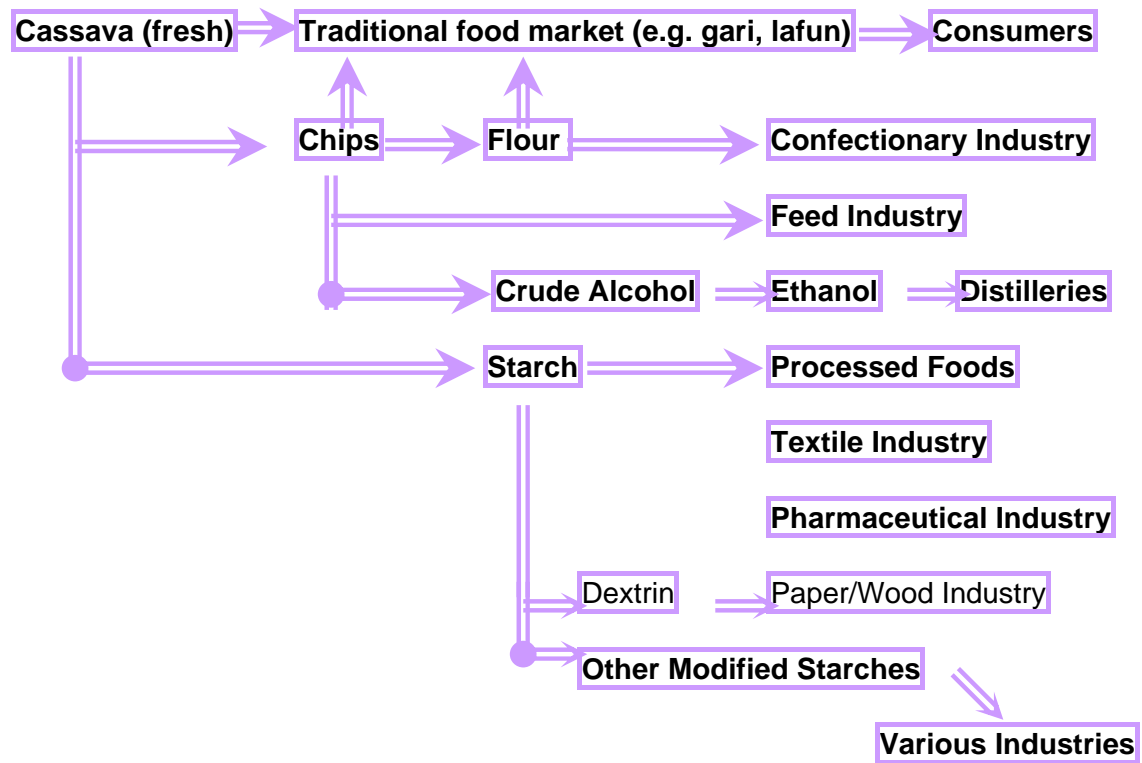 Cassava (fresh)
Traditional food market (e.g. gari, lafun)
Consumers
Chips
Flour
Confectionary Industry
Feed Industry
Crude Alcohol
Ethanol
Distilleries
Starch
Processed Foods
Textile Industry
Pharmaceutical Industry
Dextrin
Paper/Wood Industry
Other Modified Starches
Various Industries